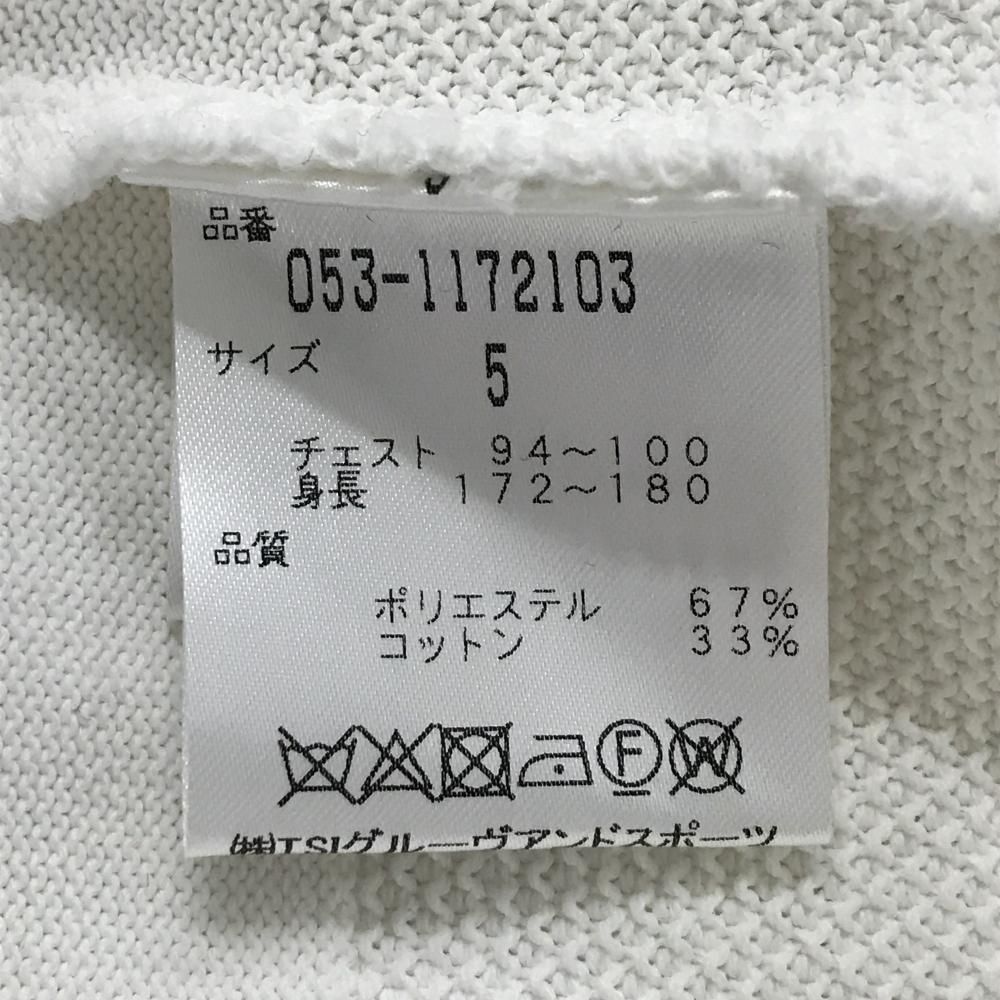 品番
053-1172103
サイズ 5
チェスト 94～100
身長 172～180
品質
ポリエステル 67%
コットン 33%
F W
㈱TSIグルーヴアンドスポーツ